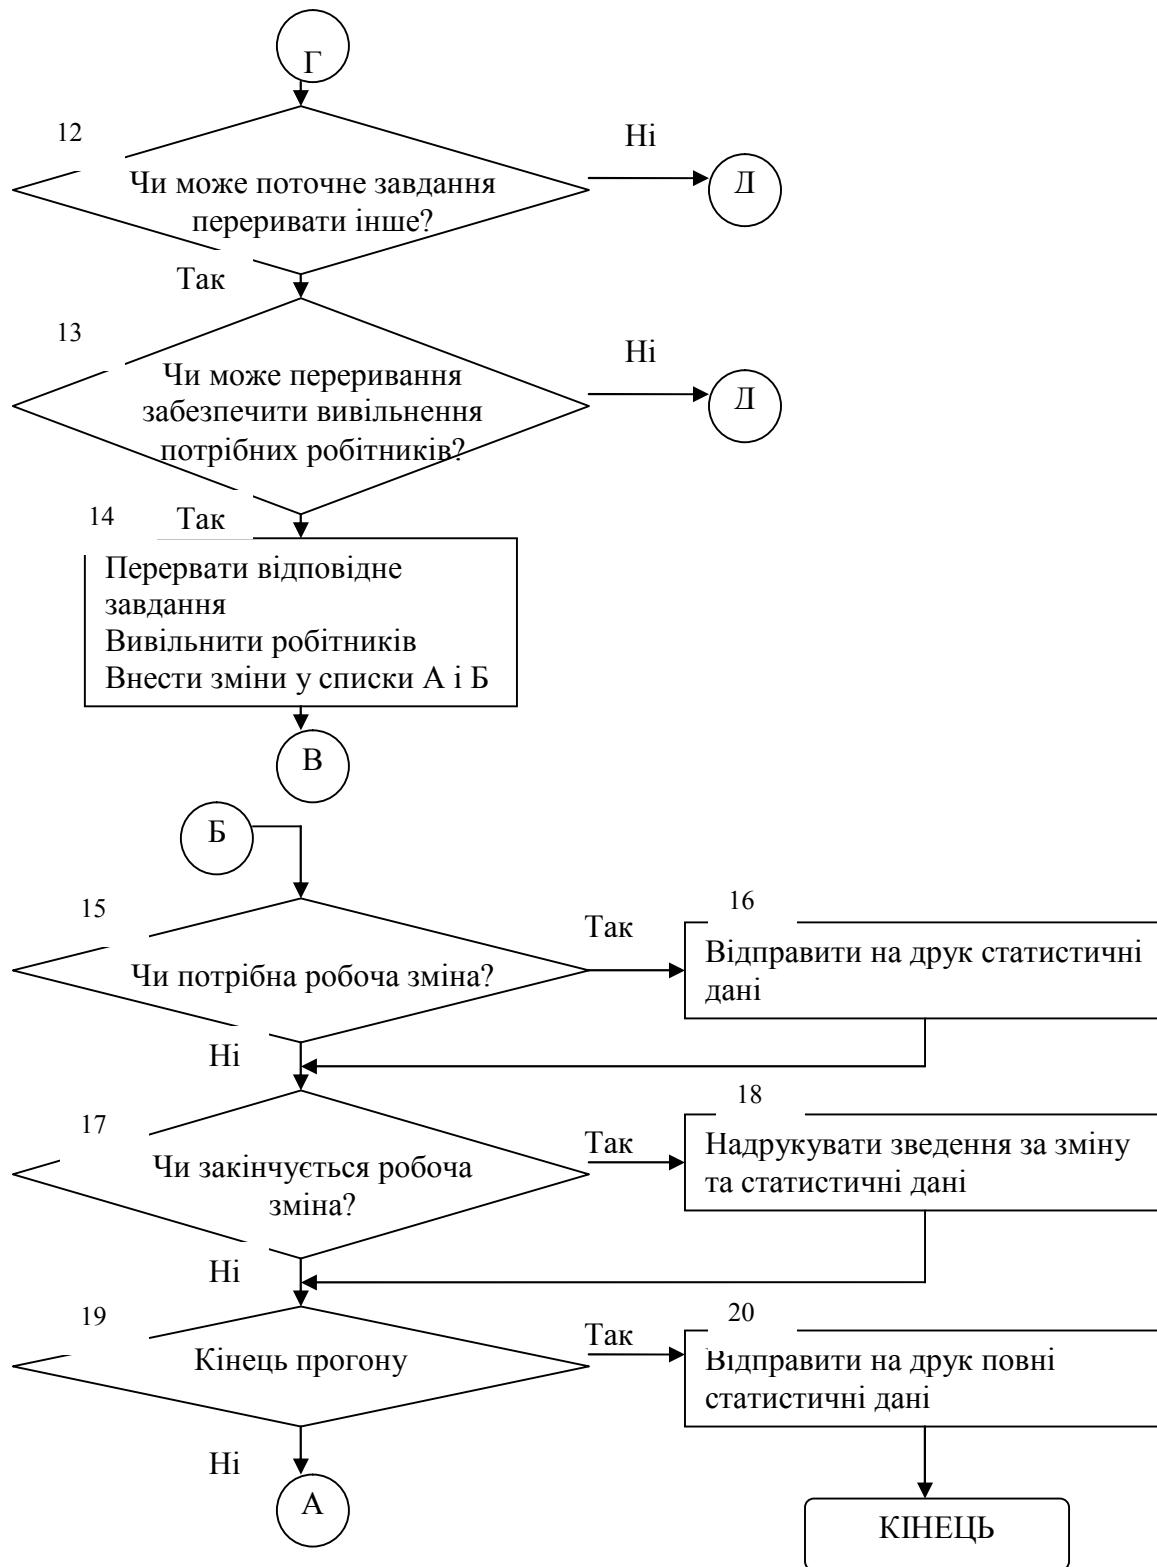 Г
12
Ні
Чи може поточне завдання
переривати інше?
Д
Так
13
Ні
Чи може переривання
забезпечити вивільнення
потрібних робітників?
Д
14
Так
Перервати відповідне
завдання
Вивільнити робітників
Внести зміни у списки А і Б
В
Б
15
Чи потрібна робоча зміна?
Так
16
Відправити на друк статистичні
дані
Ні
17
Чи закінчується робоча
зміна?
Так
18
Надрукувати зведення за зміну
та статистичні дані
Ні
19
Кінець прогону
Так
20
Відправити на друк повні
статистичні дані
Ні
А
КІНЕЦЬ